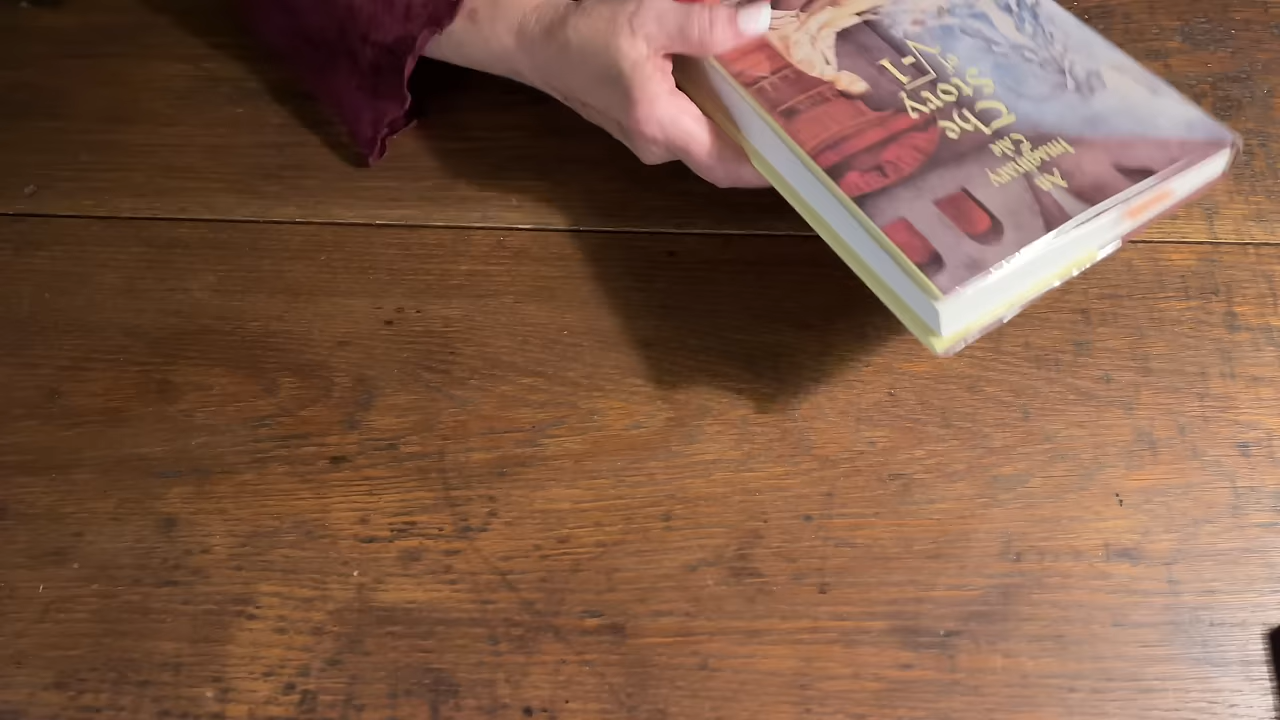 An
Imaginary
Tale
The
Story
of
√-1